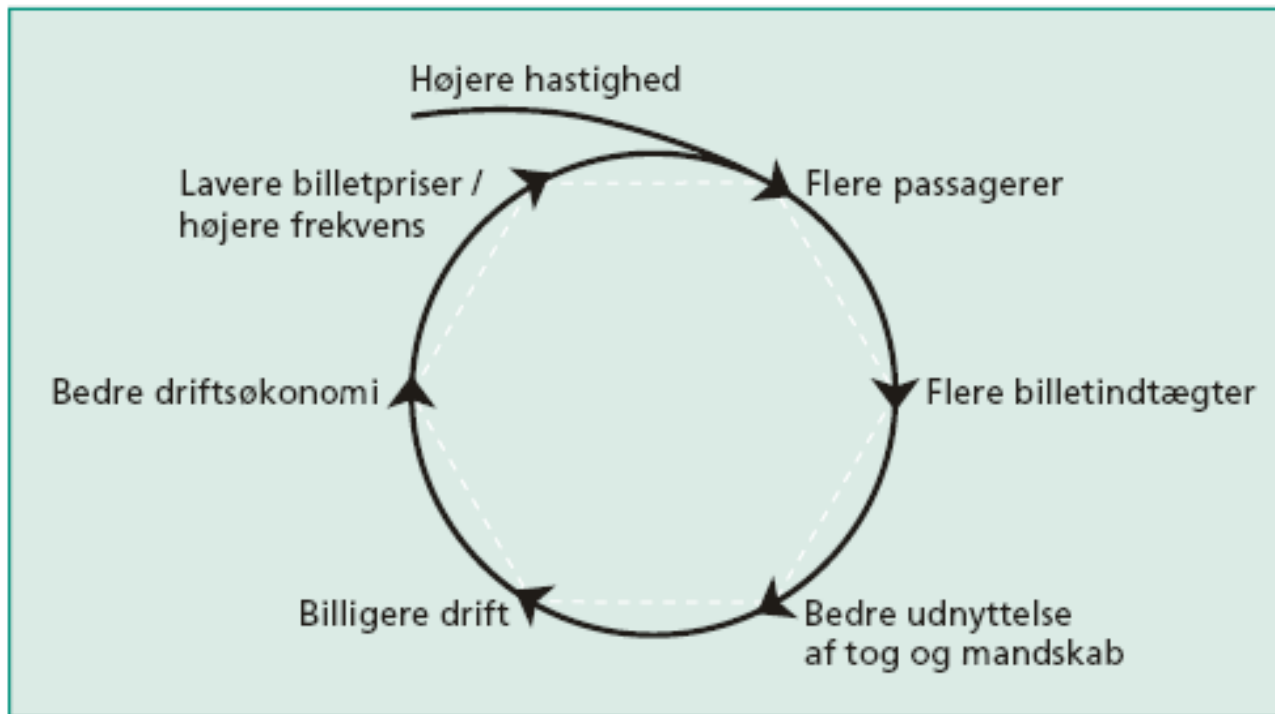 Højere hastighed
Lavere billetpriser /
højere frekvens
Flere passagerer
Bedre driftsøkonomi
Flere billetindtægter
Billigere drift
Bedre udnyttelse
af tog og mandskab